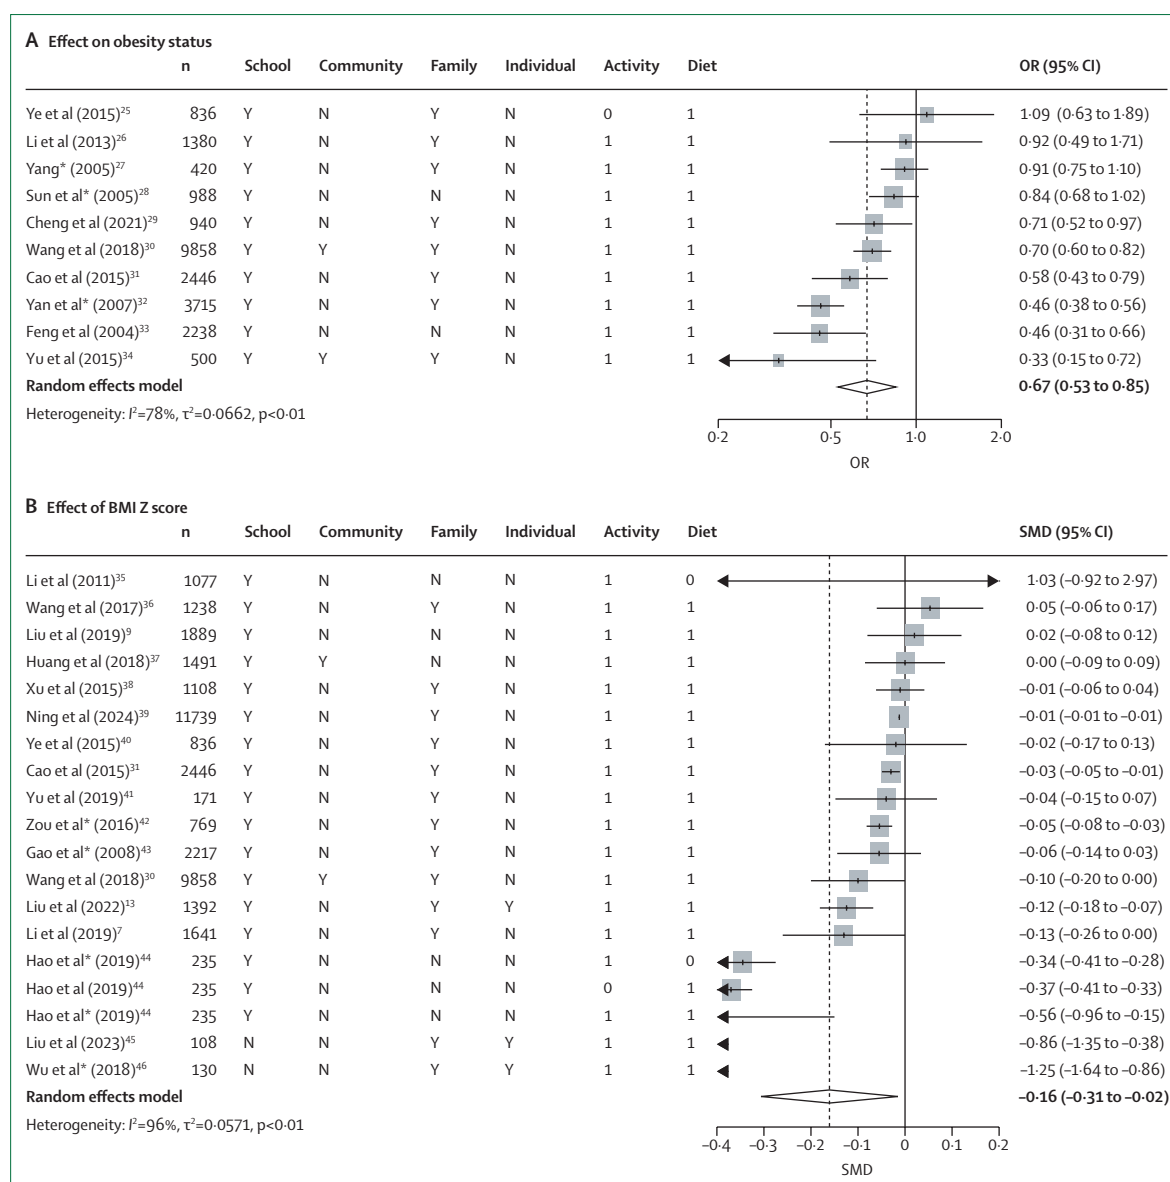 A Effect on obesity status
n School Community Family Individual Activity Diet OR (95% CI)
Ye et al (2015)²⁵ 836 Y N Y N 0 1 1·09 (0·63 to 1·89)
Li et al (2013)²⁶ 1380 Y N Y N 1 1 0·92 (0·49 to 1·71)
Yang* (2005)²⁷ 420 Y N Y N 1 1 0·91 (0·75 to 1·10)
Sun et al* (2005)²⁸ 988 Y N N N 1 1 0·84 (0·68 to 1·02)
Cheng et al (2021)²⁹ 940 Y N Y N 1 1 0·71 (0·52 to 0·97)
Wang et al (2018)³⁰ 9858 Y Y Y N 1 1 0·70 (0·60 to 0·82)
Cao et al (2015)³¹ 2446 Y N Y N 1 1 0·58 (0·43 to 0·79)
Yan et al* (2007)³² 3715 Y N Y N 1 1 0·46 (0·38 to 0·56)
Feng et al (2004)³³ 2238 Y N N N 1 1 0·46 (0·31 to 0·66)
Yu et al (2015)³⁴ 500 Y Y Y N 1 1 0·33 (0·15 to 0·72)
Random effects model 0·67 (0·53 to 0·85)
Heterogeneity: I²=78%, τ²=0·0662, p<0·01
0·2 0·5 1·0 2·0
OR
B Effect of BMI Z score
n School Community Family Individual Activity Diet SMD (95% CI)
Li et al (2011)³⁵ 1077 Y N N N 1 0 1·03 (–0·92 to 2·97)
Wang et al (2017)³⁶ 1238 Y N Y N 1 1 0·05 (–0·06 to 0·17)
Liu et al (2019)⁹ 1889 Y N Y N 1 1 0·02 (–0·08 to 0·12)
Huang et al (2018)³⁷ 1491 Y Y N N 1 1 0·00 (–0·09 to 0·09)
Xu et al (2015)³⁸ 1108 Y N Y N 1 1 –0·01 (–0·06 to 0·04)
Ning et al (2024)³⁹ 11739 Y N Y N 1 1 –0·01 (–0·01 to –0·01)
Ye et al (2015)⁴⁰ 836 Y N Y N 1 1 –0·02 (–0·17 to 0·13)
Cao et al (2015)³¹ 2446 Y N Y N 1 1 –0·03 (–0·05 to –0·01)
Yu et al (2019)⁴¹ 171 Y N Y N 1 1 –0·04 (–0·15 to 0·07)
Zou et al* (2016)⁴² 769 Y N Y N 1 1 –0·05 (–0·08 to –0·03)
Gao et al* (2008)⁴³ 2217 Y N Y N 1 1 –0·06 (–0·14 to 0·03)
Wang et al (2018)³⁰ 9858 Y Y Y N 1 1 –0·10 (–0·20 to 0·00)
Liu et al (2022)¹³ 1392 Y N Y Y 1 1 –0·12 (–0·18 to –0·07)
Li et al (2019)⁷ 1641 Y N Y N 1 1 –0·13 (–0·26 to 0·00)
Hao et al* (2019)⁴⁴ 235 Y N N N 1 0 –0·34 (–0·41 to –0·28)
Hao et al (2019)⁴⁴ 235 Y N N N 0 1 –0·37 (–0·41 to –0·33)
Hao et al* (2019)⁴⁴ 235 Y N N N 1 1 –0·56 (–0·96 to –0·15)
Liu et al (2023)⁴⁵ 108 N N Y Y 1 1 –0·86 (–1·35 to –0·38)
Wu et al* (2018)⁴⁶ 130 N N Y Y 1 1 –1·25 (–1·64 to –0·86)
Random effects model –0·16 (–0·31 to –0·02)
Heterogeneity: I²=96%, τ²=0·0571, p<0·01
–0·4 –0·3 –0·2 –0·1 0 0·1 0·2
SMD